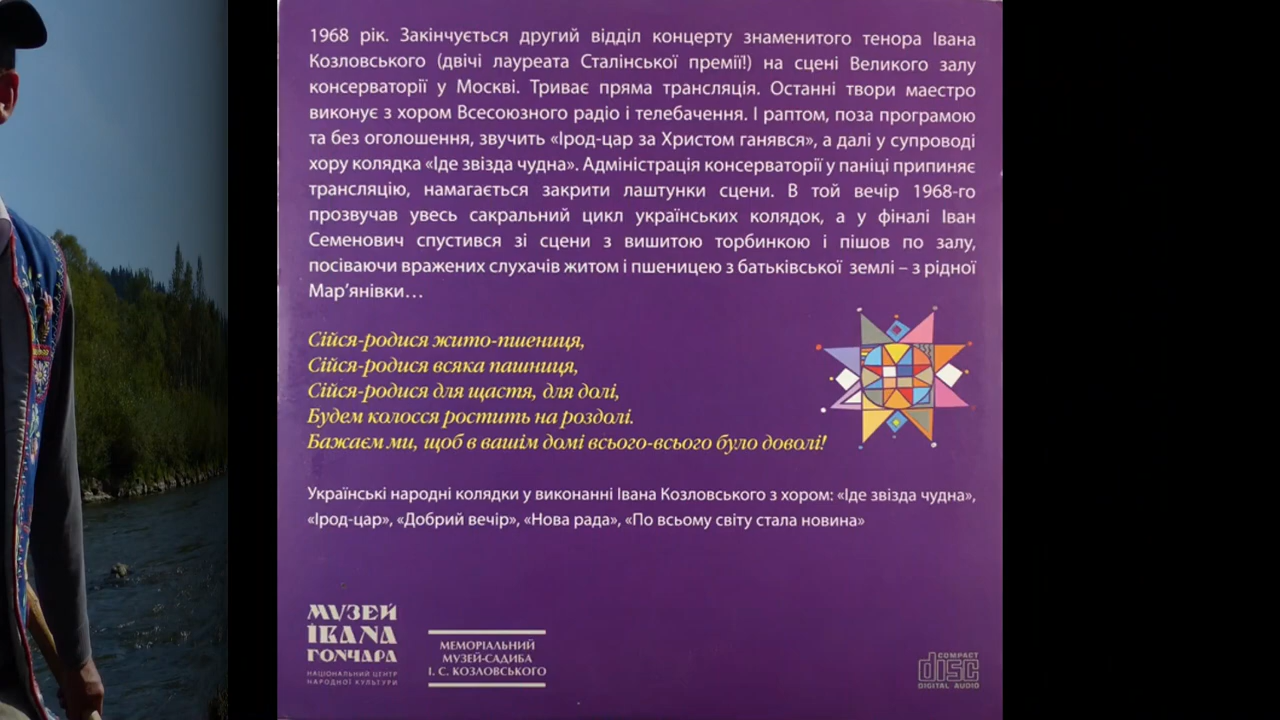 1968 рік. Закінчується другий відділ концерту знаменитого тенора Івана
Козловського (двічі лауреата Сталінської премії!) на сцені Великого залу
консерваторії у Москві. Триває пряма трансляція. Останні твори маестро
виконує з хором Всесоюзного радіо і телебачення. І раптом, поза програмою
та без оголошення, звучить «Ірод-цар за Христом ганявся», а далі у супроводі
хору колядка «Іде звізда чудна». Адміністрація консерваторії у паніці припиняє
трансляцію, намагається закрити лаштунки сцени. В той вечір 1968-го
прозвучав увесь сакральний цикл українських колядок, а у фіналі Іван
Семенович спустився зі сцени з вишитою торбинкою і пішов по залу,
посіваючи вражених слухачів житом і пшеницею з батьківської землі – з рідної
Мар’янівки…
Сійся-родися жито-пшениця,
Сійся-родися всяка пашниця,
Сійся-родися для щастя, для долі,
Будем колосся ростить на роздолі.
Бажаєм ми, щоб в вашім домі всього-всього було доволі!
Українські народні колядки у виконанні Івана Козловського з хором: «Іде звізда чудна»,
«Ірод-цар», «Добрий вечір», «Нова рада», «По всьому світу стала новина»
МУЗЕЙ
ІВАНА
ГОНЧАРА
НАЦІОНАЛЬНИЙ ЦЕНТР
НАРОДНОЇ КУЛЬТУРИ
МЕМОРІАЛЬНИЙ
МУЗЕЙ-САДИБА
І. С. КОЗЛОВСЬКОГО
COMPACT
disc
DIGITAL AUDIO